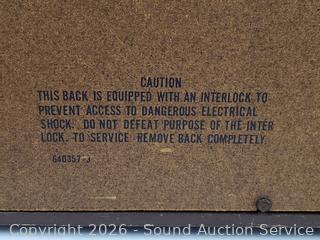 CAUTION
THIS BACK IS EQUIPPED WITH AN INTERLOCK TO
PREVENT ACCESS TO DANGEROUS ELECTRICAL
SHOCK. DO NOT DEFEAT PURPOSE OF THE INTER
LOCK. TO SERVICE REMOVE BACK COMPLETELY
640357-3
Copyright 2026 - Sound Auction Service